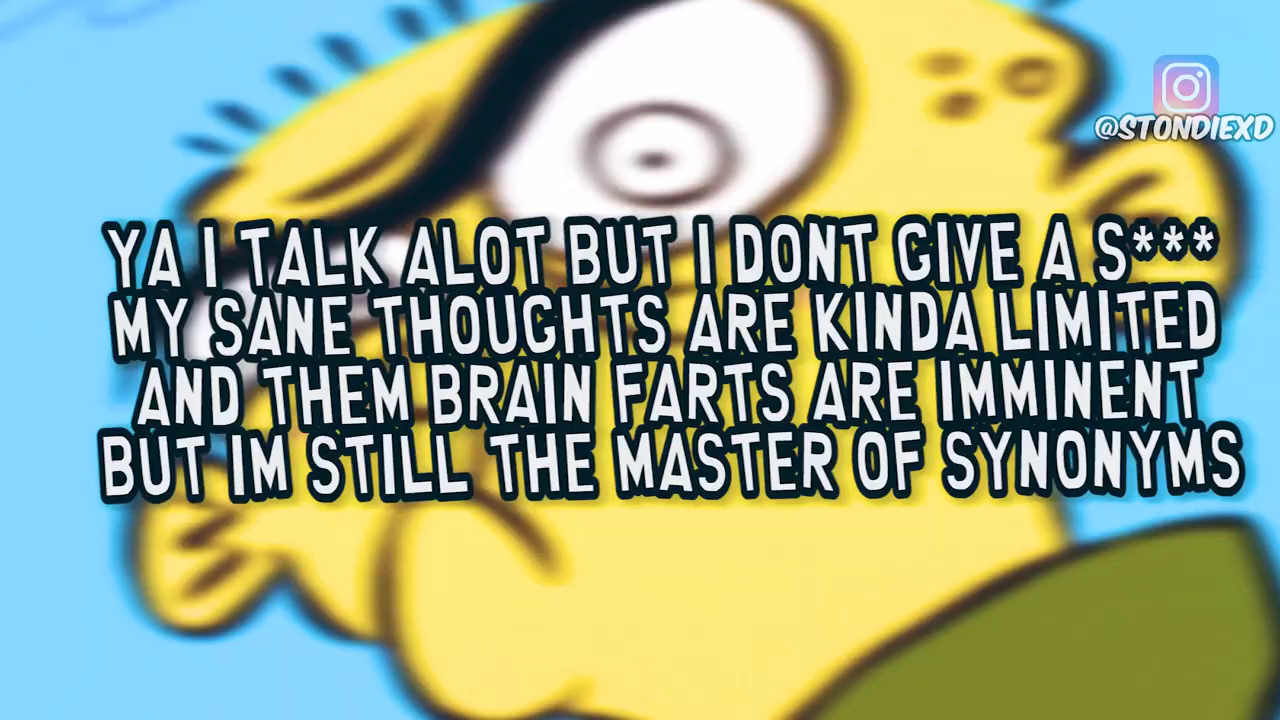 @STONDIEXD
YA I TALK ALOT BUT I DONT GIVE A S***
MY SANE THOUGHTS ARE KINDA LIMITED
AND THEM BRAIN FARTS ARE IMMINENT
BUT IM STILL THE MASTER OF SYNONYMS